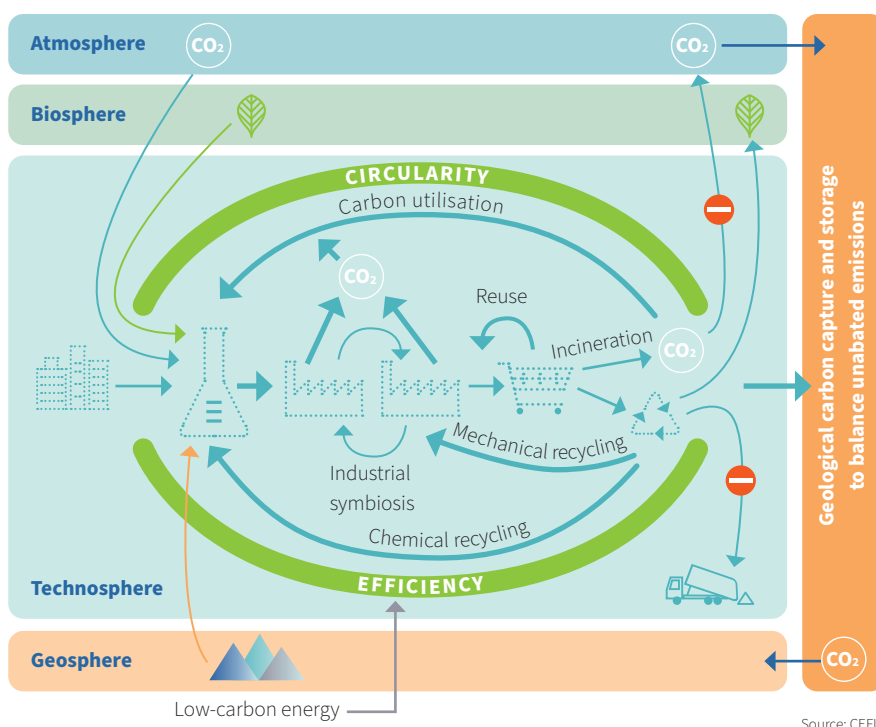 Atmosphere
CO₂
CO₂
Biosphere
CIRCULARITY
Carbon utilisation
CO₂
Reuse
Incineration
CO₂
Mechanical recycling
Industrial
symbiosis
Chemical recycling
EFFICIENCY
Technosphere
Geosphere
Low-carbon energy
Geological carbon capture and storage
to balance unabated emissions
CO₂
Source: